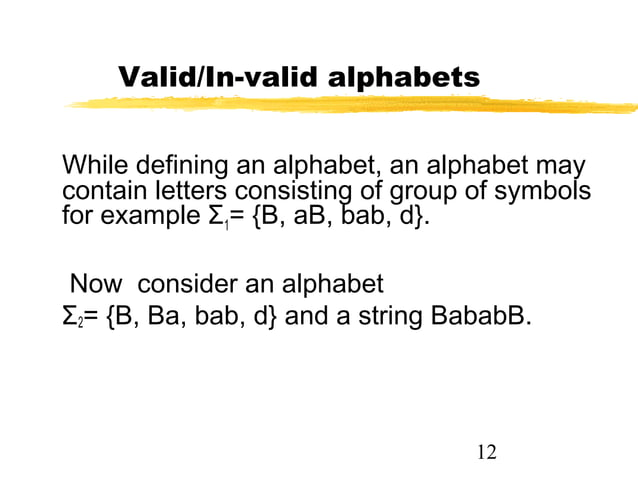 Valid/In-valid alphabets
While defining an alphabet, an alphabet may
contain letters consisting of group of symbols
for example Σ₁= {B, aB, bab, d}.
Now consider an alphabet
Σ₂= {B, Ba, bab, d} and a string BababB.
12